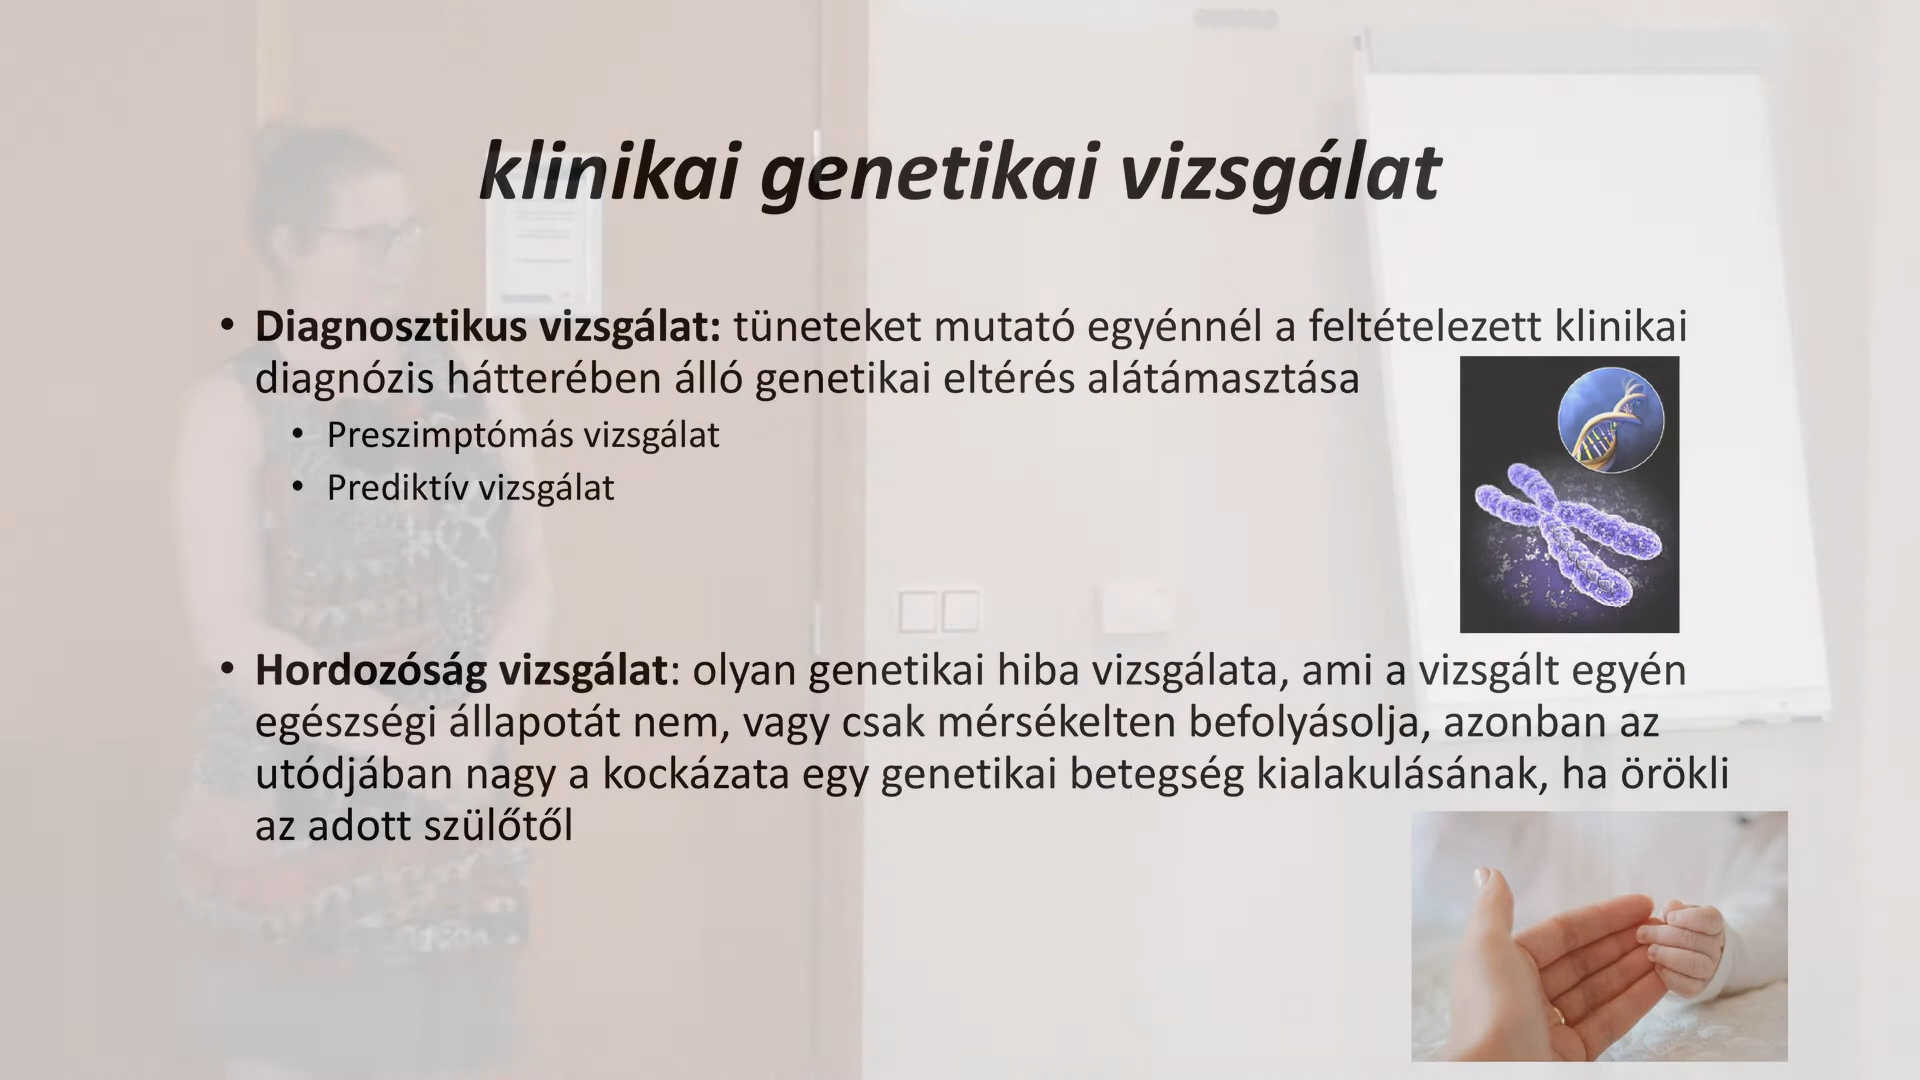 klinikai genetikai vizsgálat
• Diagnosztikus vizsgálat: tüneteket mutató egyénnél a feltételezett klinikai
diagnózis hátterében álló genetikai eltérés alátámasztása
• Preszimptómás vizsgálat
• Prediktív vizsgálat
• Hordozóság vizsgálat: olyan genetikai hiba vizsgálata, ami a vizsgált egyén
egészségi állapotát nem, vagy csak mérsékelten befolyásolja, azonban az
utódjában nagy a kockázata egy genetikai betegség kialakulásának, ha örökli
az adott szülőtől